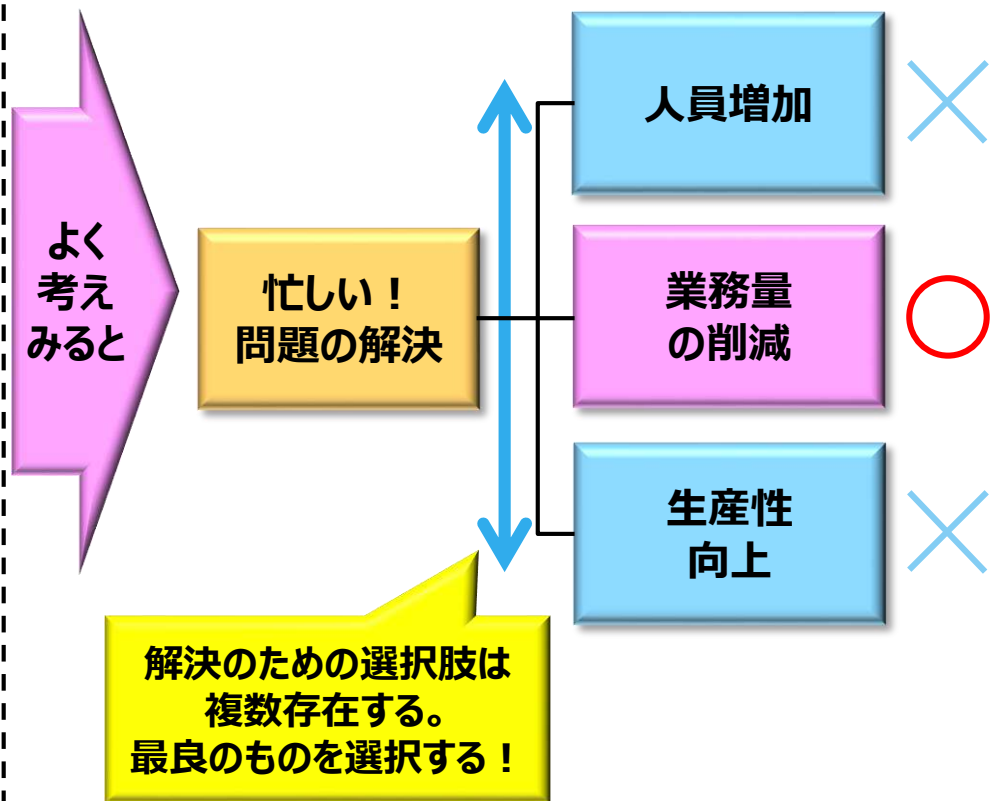 よく
考え
みると
忙しい！
問題の解決
人員増加
業務量
の削減
生産性
向上
解決のための選択肢は
複数存在する。
最良のものを選択する！